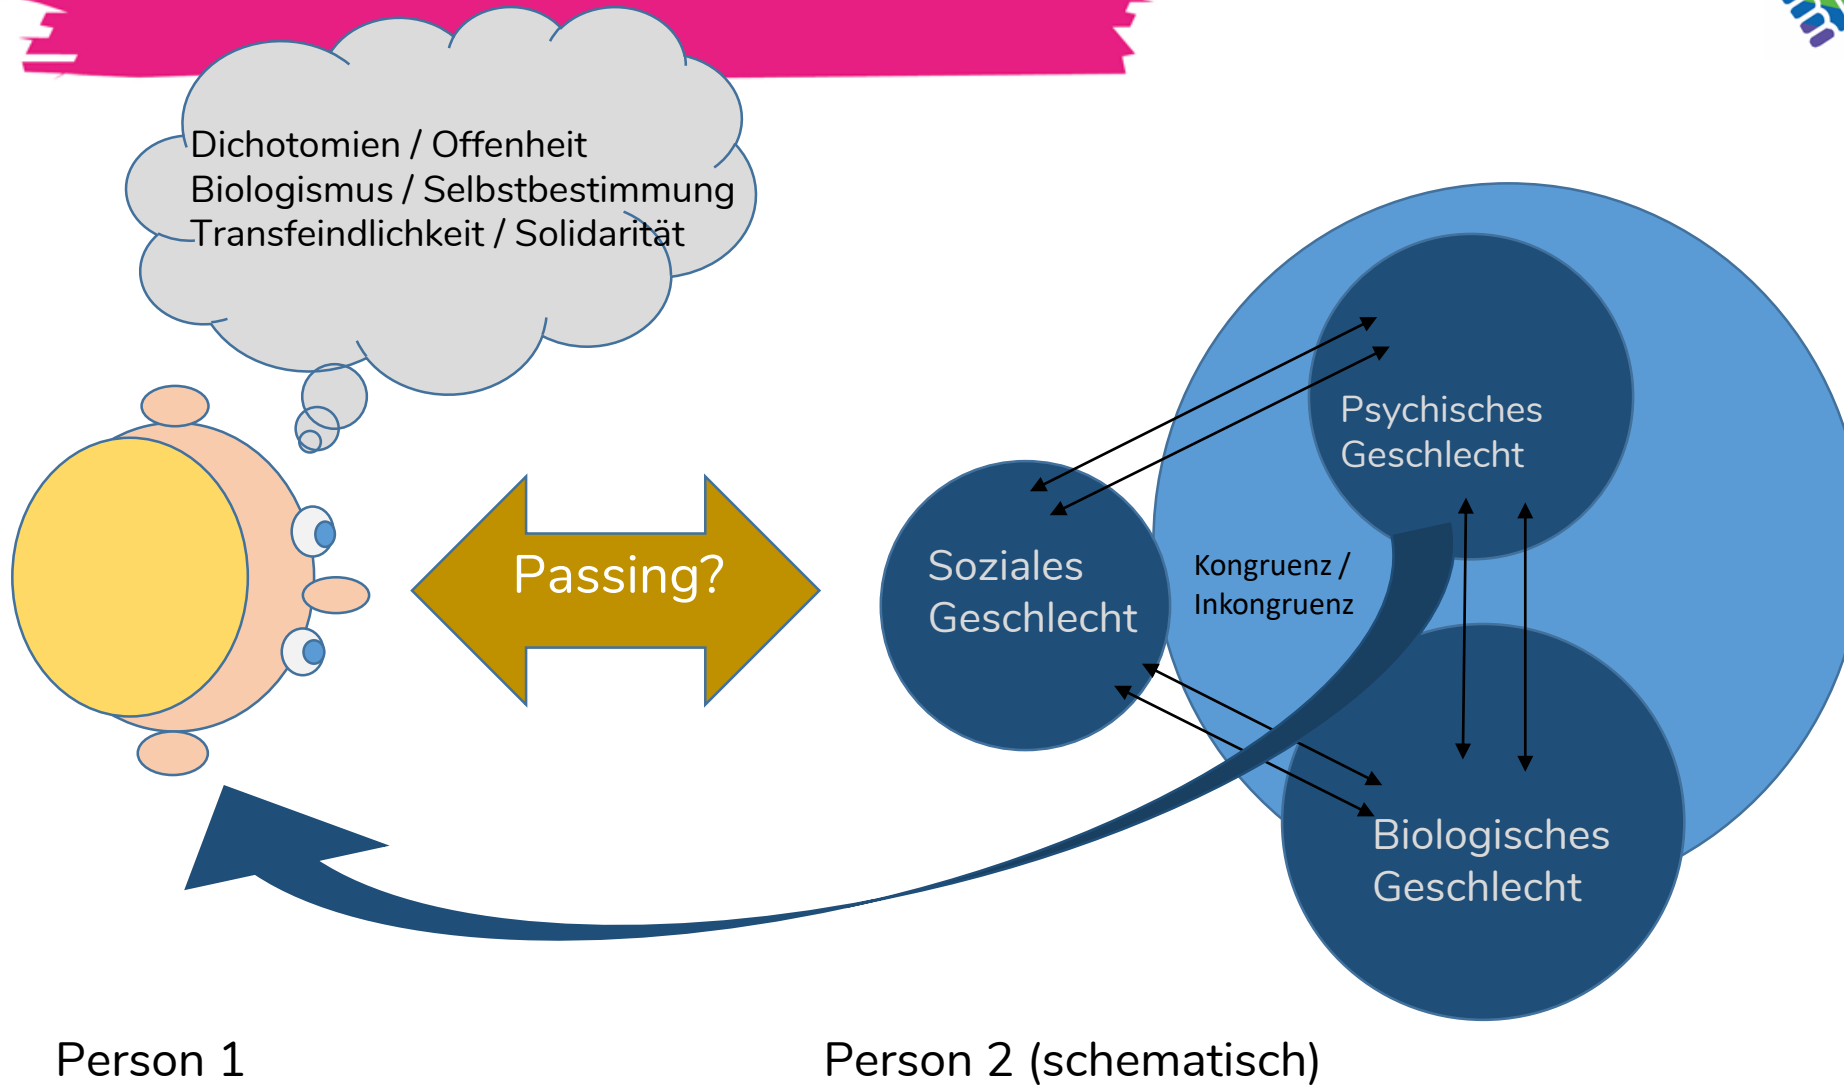 Dichotomien / Offenheit
Biologismus / Selbstbestimmung
Transfeindlichkeit / Solidarität
Psychisches
Geschlecht
Passing?
Soziales
Geschlecht
Kongruenz /
Inkongruenz
Biologisches
Geschlecht
Person 1
Person 2 (schematisch)